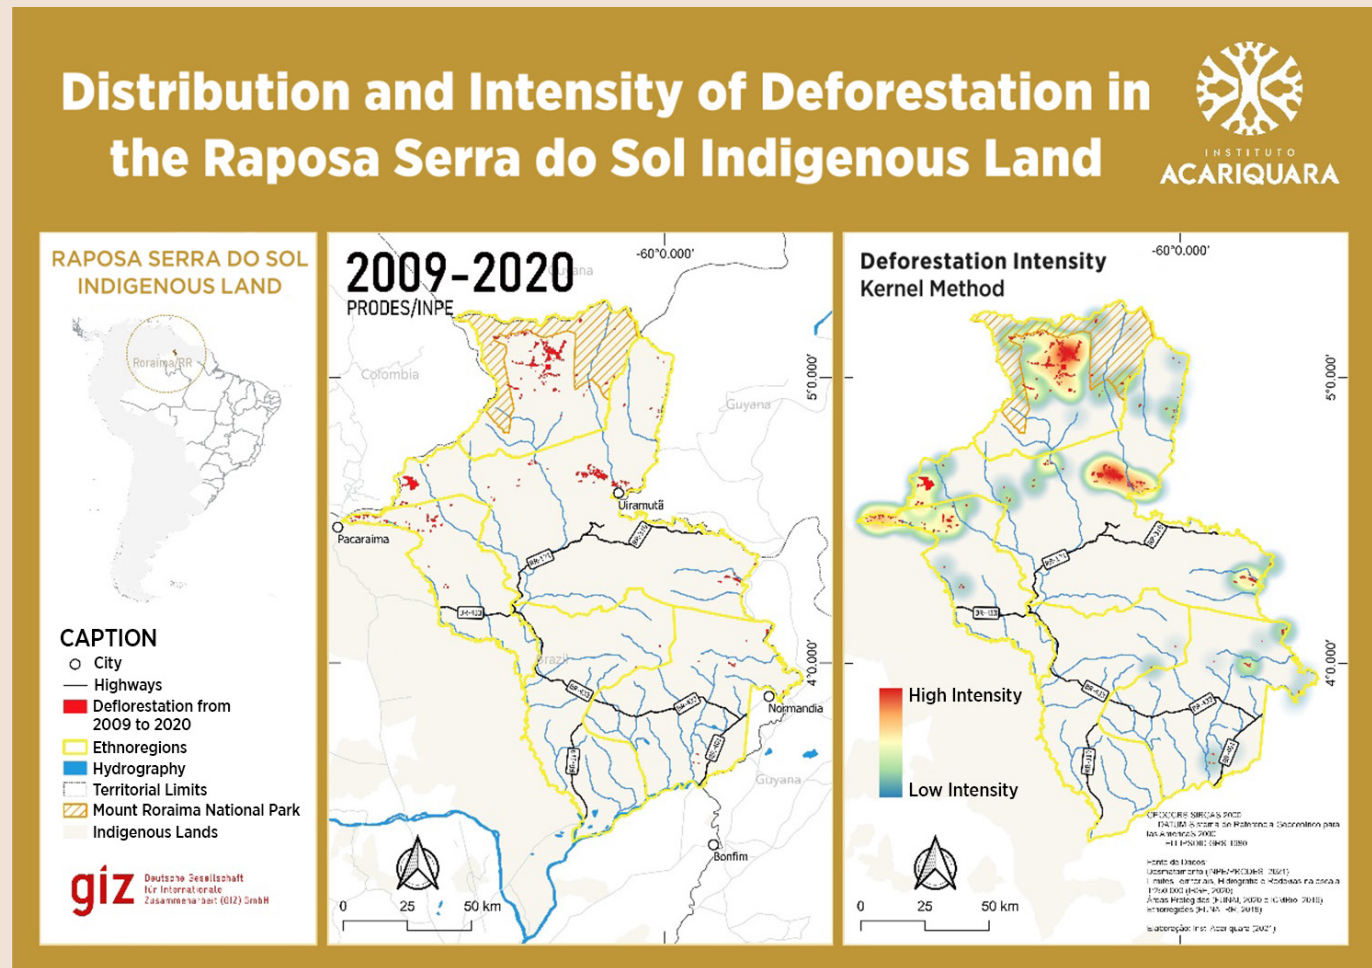 Distribution and Intensity of Deforestation in
the Raposa Serra do Sol Indigenous Land
INSTITUTO
ACARIQUARA
RAPOSA SERRA DO SOL
INDIGENOUS LAND
Roraima/RR
CAPTION
City
Highways
Deflorestation from
2009 to 2020
Ethnoregions
Hydrography
Territorial Limits
Mount Roraima National Park
Indigenous Lands
giz
Deutsche Gesellschaft
für Internationale
Zusammenarbeit (GIZ) GmbH
2009-2020
PRODES/INPE
-60°0.000'
Guyana
Colombia
5°0.000'
Guyana
Uiramutã
Pacaraima
Brazil
4°0.000'
Normandia
Guyana
Bonfim
0 25 50 km
Deforestation Intensity
Kernel Method
-60°0.000'
5°0.000'
4°0.000'
High Intensity
Low Intensity
0 25 50 km